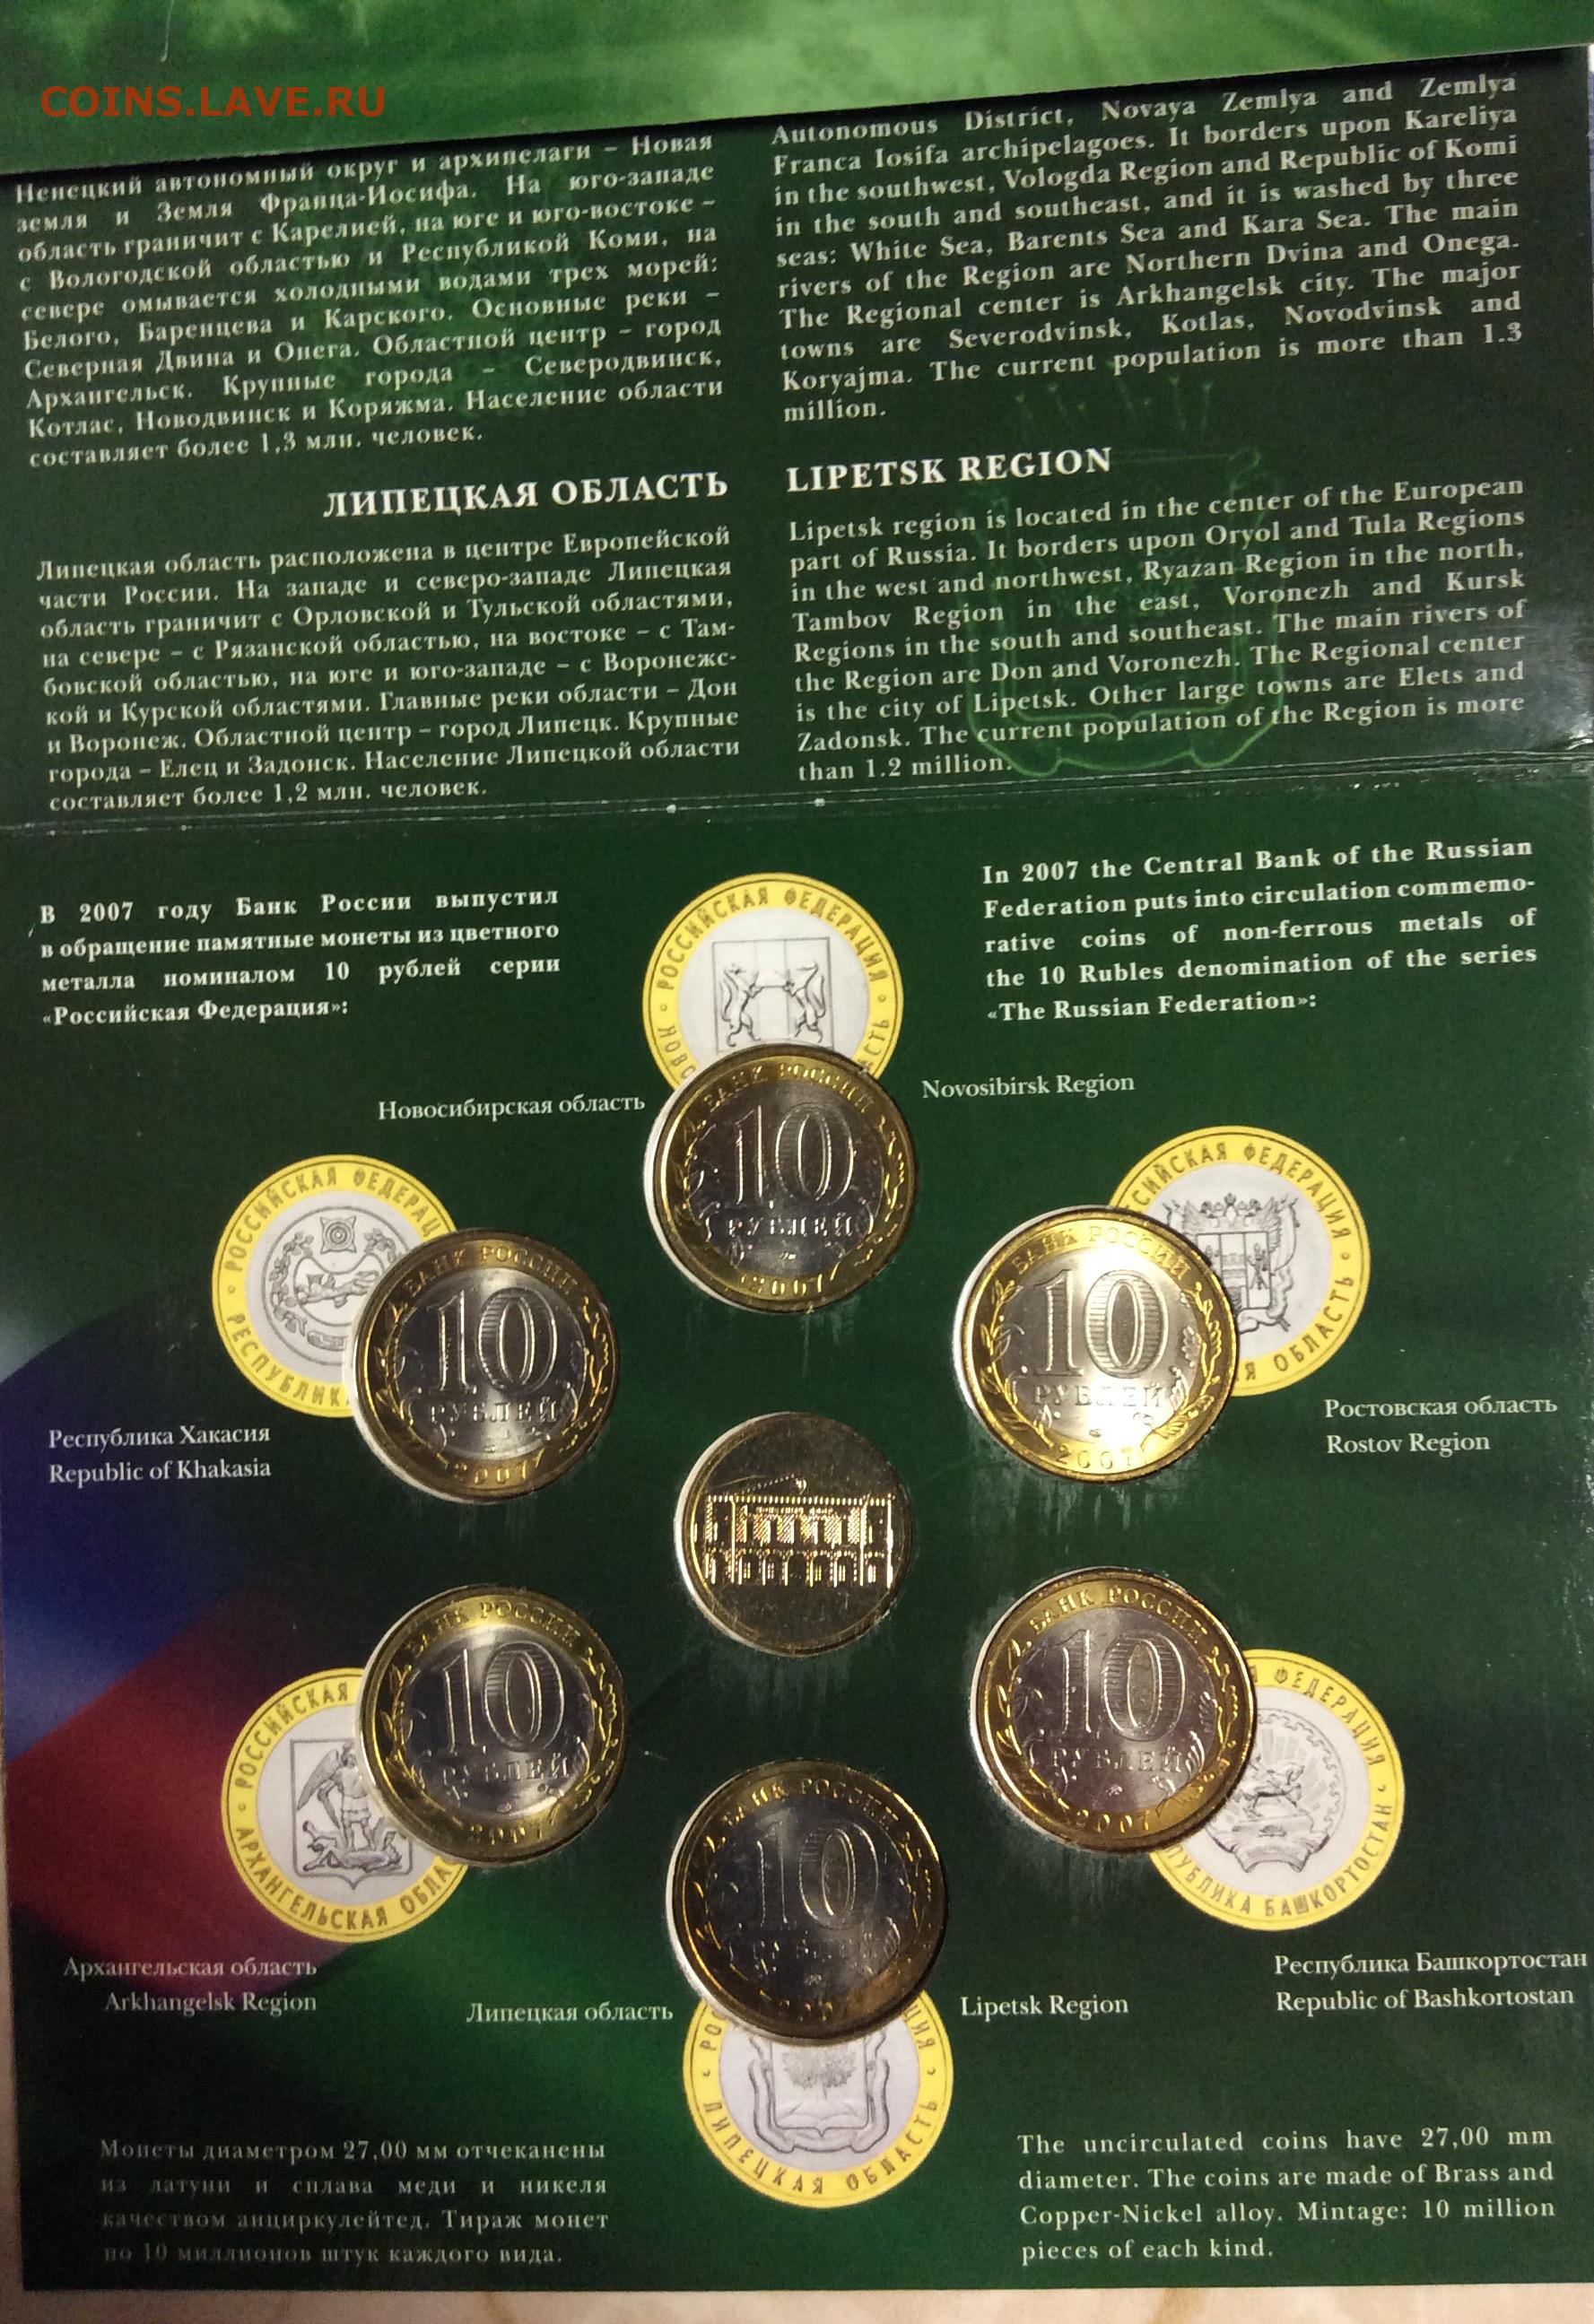 COINS.LAVE.RU
Ненецкий автономный округ и архипелаги – Новая
земля и Земля Франца-Иосифа. На юго-западе
область граничит с Карелией, на юге и юго-востоке –
с Вологодской областью и Республикой Коми, на
севере омывается холодными водами трех морей:
Белого, Баренцева и Карского. Основные реки –
Северная Двина и Онега. Областной центр – город
Архангельск. Крупные города – Северодвинск,
Котлас, Новодвинск и Коряжма. Население области
составляет более 1,3 млн. человек.
ЛИПЕЦКАЯ ОБЛАСТЬ
Липецкая область расположена в центре Европейской
части России. На западе и северо-западе Липецкая
область граничит с Орловской и Тульской областями,
на севере – с Рязанской областью, на востоке – с Там-
бовской областью, на юге и юго-западе – с Воронежс-
кой и Курской областями. Главные реки области – Дон
и Воронеж. Областной центр – город Липецк. Крупные
города – Елец и Задонск. Население Липецкой области
составляет более 1,2 млн. человек.
Autonomous District, Novaya Zemlya and Zemlya
Franca Iosifa archipelagoes. It borders upon Kareliya
in the southwest, Vologda Region and Republic of Komi
in the south and southeast, and it is washed by three
seas: White Sea, Barents Sea and Kara Sea. The main
rivers of the Region are Northern Dvina and Onega.
The Regional center is Arkhangelsk city. The major
towns are Severodvinsk, Kotlas, Novodvinsk and
Koryajma. The current population is more than 1.3
million.
LIPETSK REGION
Lipetsk region is located in the center of the European
part of Russia. It borders upon Oryol and Tula Regions
in the west and northwest, Ryazan Region in the north,
Tambov Region in the east, Voronezh and Kursk
Regions in the south and southeast. The main rivers of
the Region are Don and Voronezh. The Regional center
is the city of Lipetsk. Other large towns are Elets and
Zadonsk. The current population of the Region is more
than 1.2 million.
В 2007 году Банк России выпустил
в обращение памятные монеты из цветного
металла номиналом 10 рублей серии
«Российская Федерация»:
In 2007 the Central Bank of the Russian
Federation puts into circulation commemo-
rative coins of non-ferrous metals of
the 10 Rubles denomination of the series
«The Russian Federation»:
РОССИЙСКАЯ ФЕДЕРАЦИЯ
Новосибирская область
Novosibirsk Region
БАНК РОССИИ
10
РУБЛЕЙ
2007
РОССИЙСКАЯ ФЕДЕРАЦ
РЕСПУБЛИК
БАНК РОССИИ
10
РУБЛЕЙ
2007
Республика Хакасия
Republic of Khakasia
СИЙСКАЯ ФЕДЕРАЦИЯ
Я ОБЛАСТЬ
БАНК РОССИИ
10
РУБЛЕЙ
2007
Ростовская область
Rostov Region
РОССИЙСКАЯ
АРХАНГЕЛЬСКАЯ ОБЛА
БАНК РОССИИ
10
РУБЛЕЙ
2007
Архангельская область
Arkhangelsk Region
БАНК РОССИИ
10
РУБЛЕЙ
2007
ФЕДЕРАЦИЯ
ПУБЛИКА БАШКОРТОСТАН
Республика Башкортостан
Republic of Bashkortostan
БАНК РОССИИ
10
РУБЛЕЙ
2007
Липецкая область
Lipetsk Region
ЛИПЕЦКАЯ ОБЛАСТЬ
Монеты диаметром 27,00 мм отчеканены
из латуни и сплава меди и никеля
качеством анциркулейтед. Тираж монет
по 10 миллионов штук каждого вида.
The uncirculated coins have 27,00 mm
diameter. The coins are made of Brass and
Copper-Nickel alloy. Mintage: 10 million
pieces of each kind.